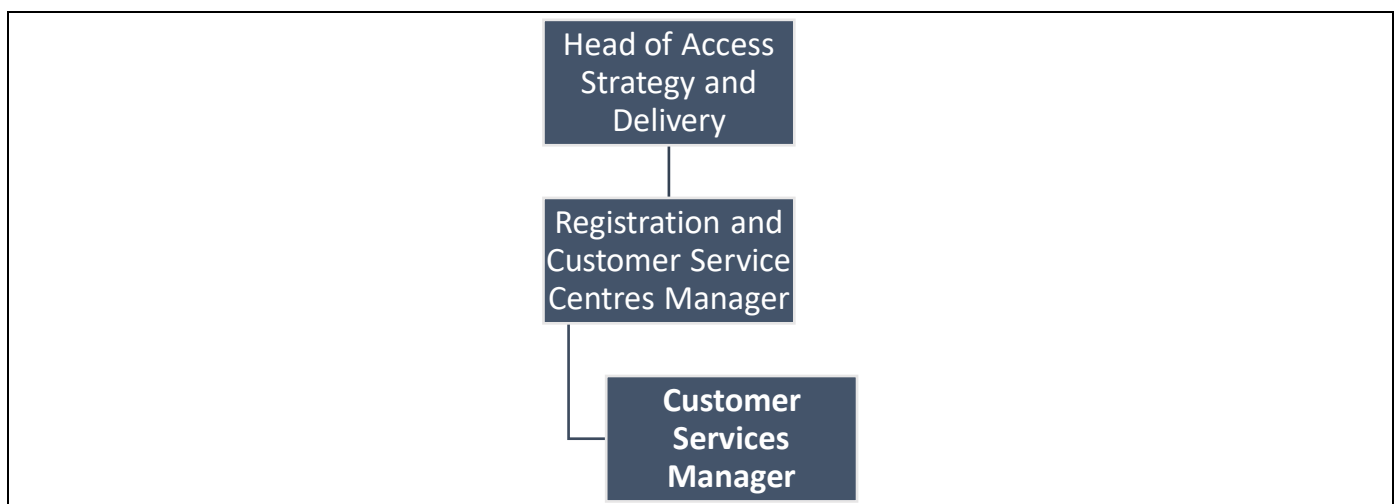 Head of Access
Strategy and
Delivery
Registration and
Customer Service
Centres Manager
Customer
Services
Manager